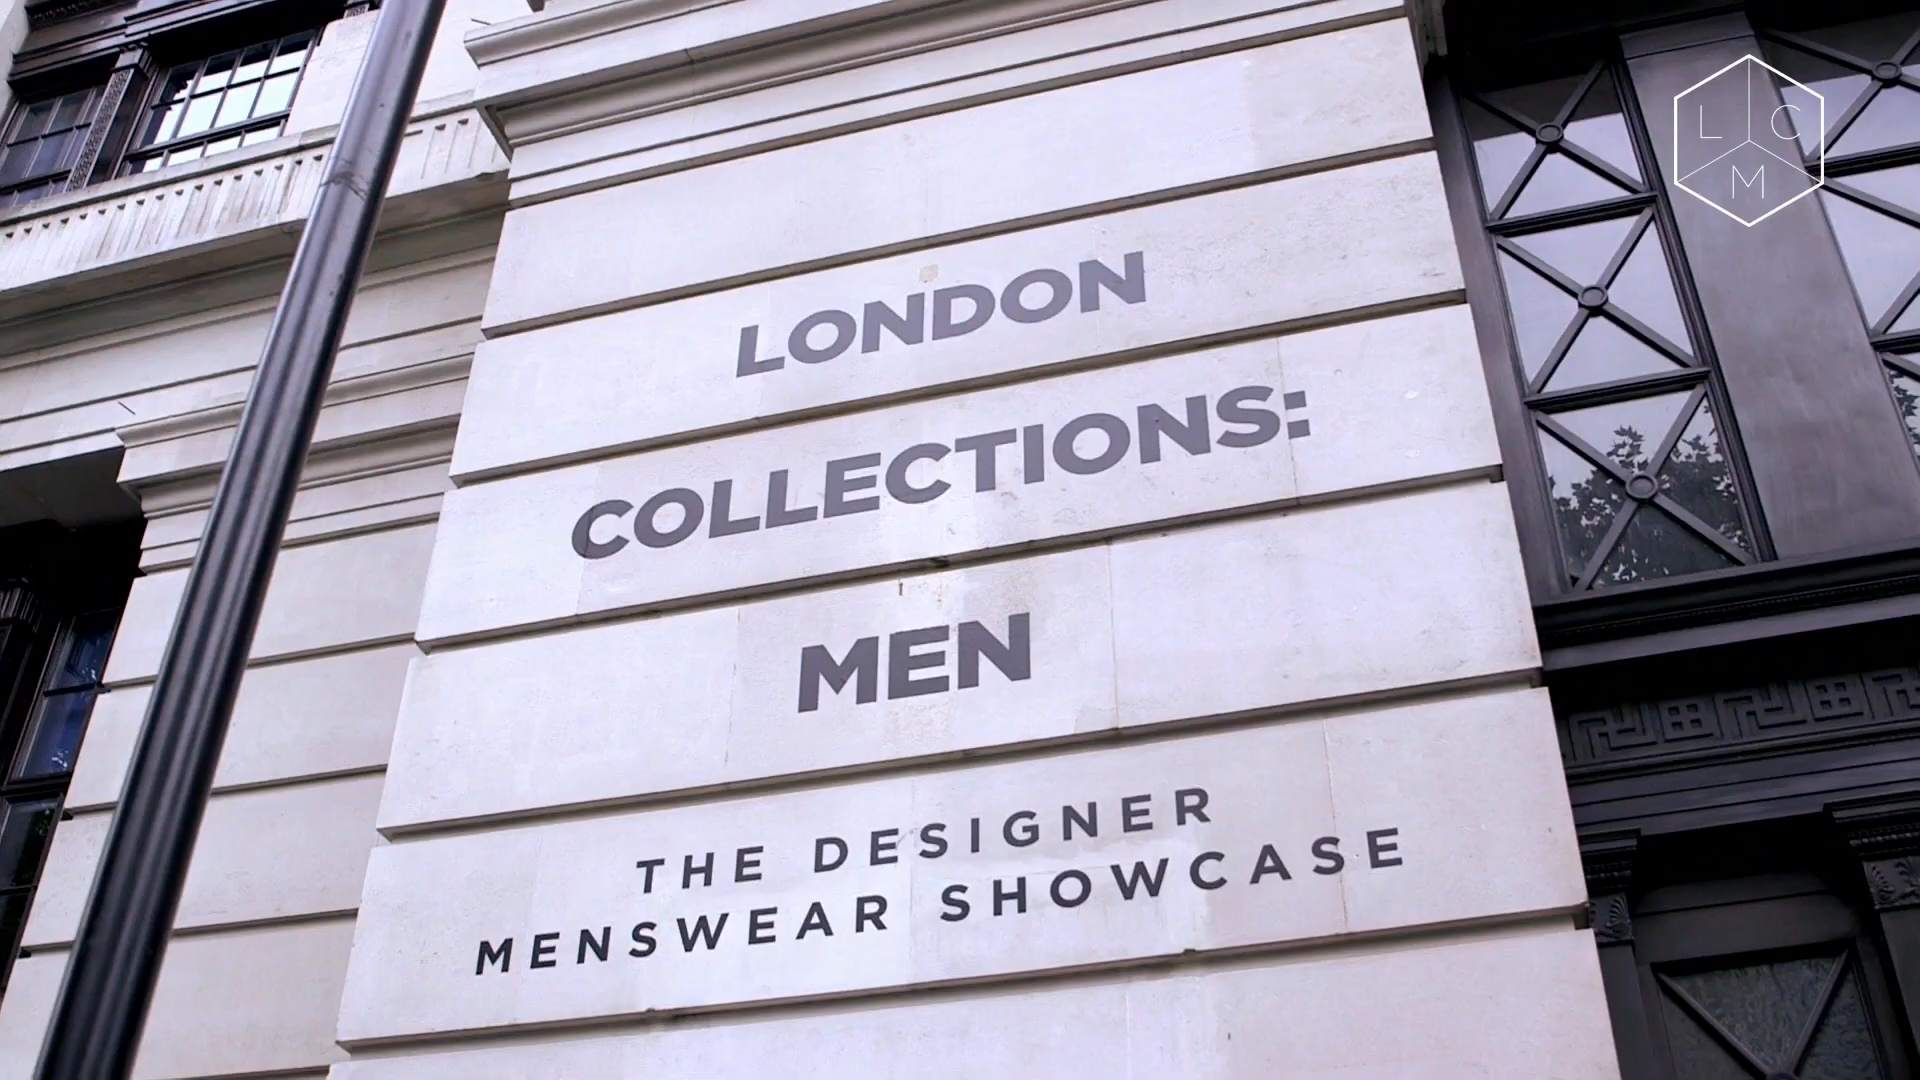 L C
M
LONDON
COLLECTIONS:
MEN
THE DESIGNER
MENSWEAR SHOWCASE